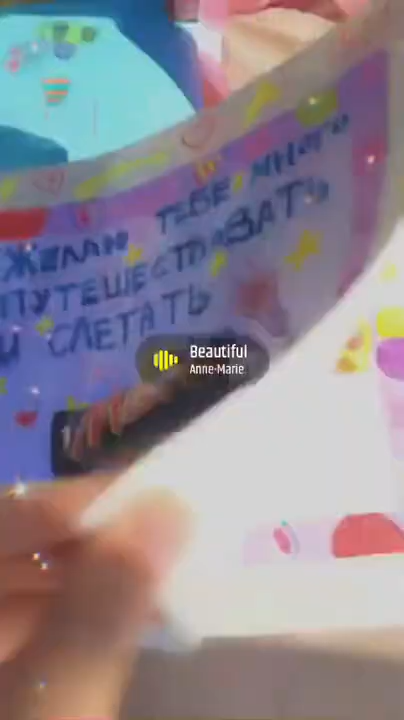 ЖЕЛАЮ ТЕБЕ МНОГО
ПУТЕШЕСТВОВАТЬ
И СЛЕТАТЬ
Beautiful
Anne-Marie